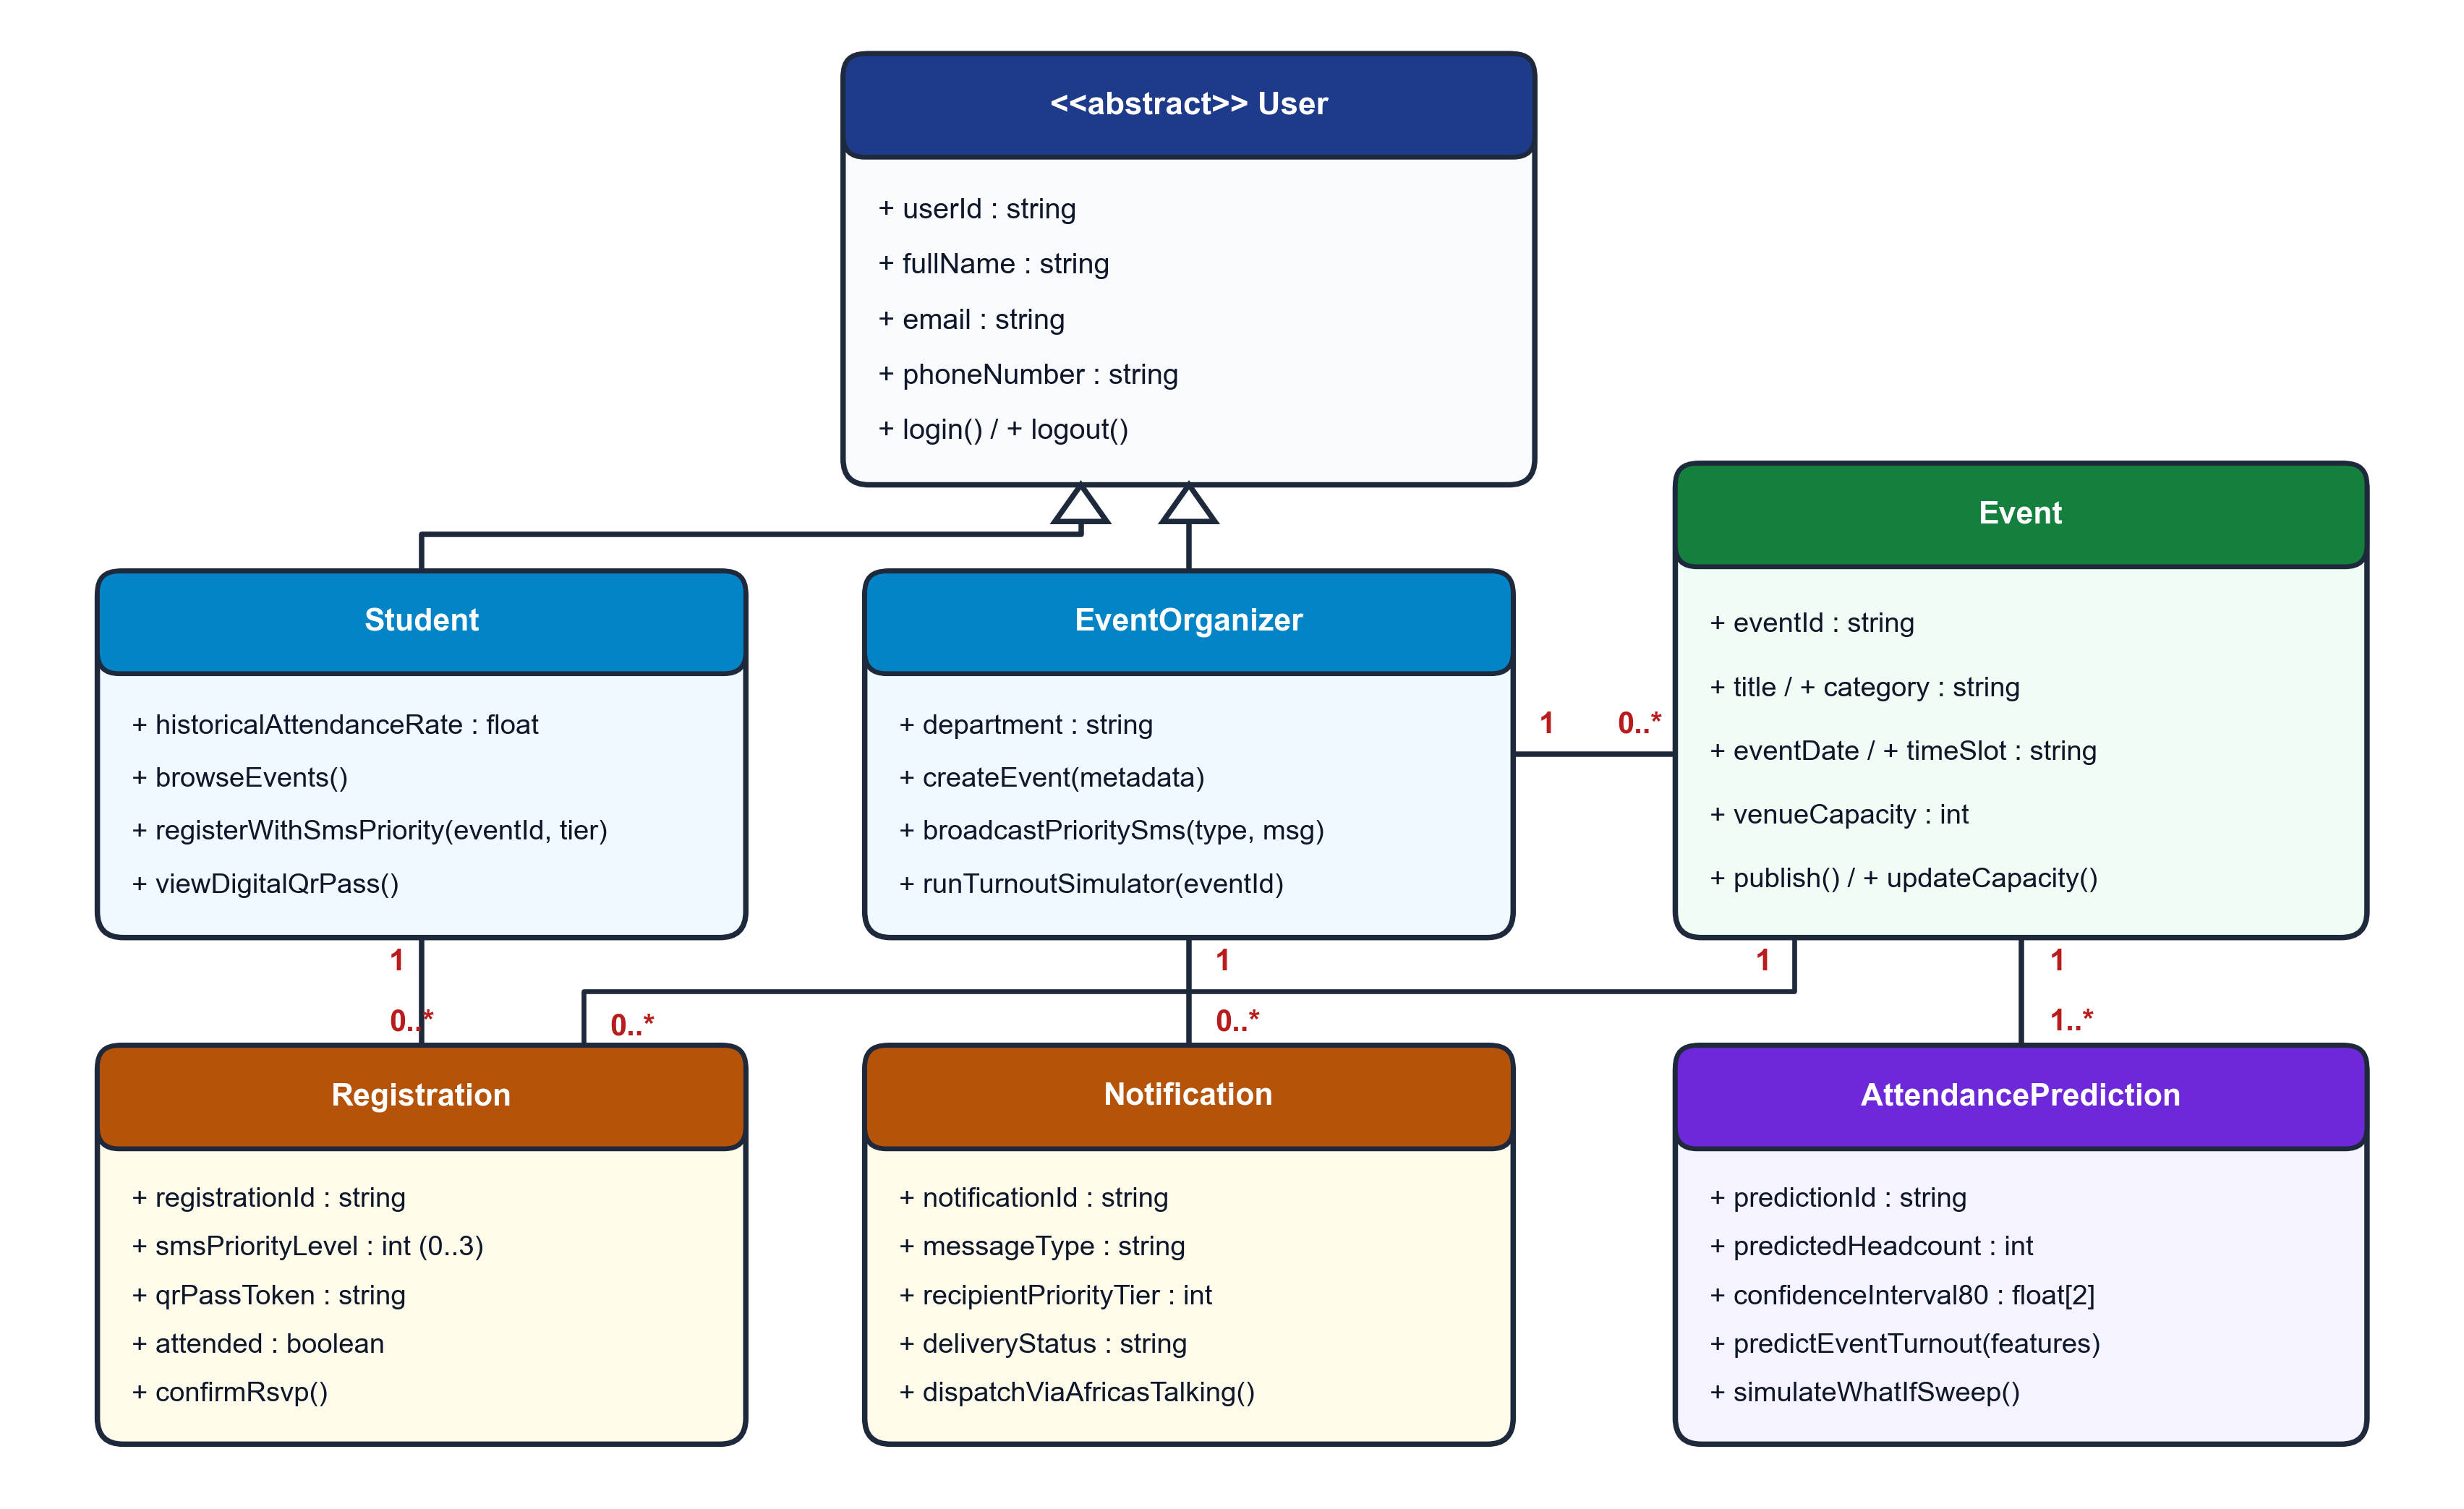 <<abstract>> User
+ userId : string
+ fullName : string
+ email : string
+ phoneNumber : string
+ login() / + logout()
Student
+ historicalAttendanceRate : float
+ browseEvents()
+ registerWithSmsPriority(eventId, tier)
+ viewDigitalQrPass()
EventOrganizer
+ department : string
+ createEvent(metadata)
+ broadcastPrioritySms(type, msg)
+ runTurnoutSimulator(eventId)
1
0..*
Event
+ eventId : string
+ title / + category : string
+ eventDate / + timeSlot : string
+ venueCapacity : int
+ publish() / + updateCapacity()
1
0..*
0..*
1
0..*
1
1
1..*
Registration
+ registrationId : string
+ smsPriorityLevel : int (0..3)
+ qrPassToken : string
+ attended : boolean
+ confirmRsvp()
Notification
+ notificationId : string
+ messageType : string
+ recipientPriorityTier : int
+ deliveryStatus : string
+ dispatchViaAfricasTalking()
AttendancePrediction
+ predictionId : string
+ predictedHeadcount : int
+ confidenceInterval80 : float[2]
+ predictEventTurnout(features)
+ simulateWhatIfSweep()